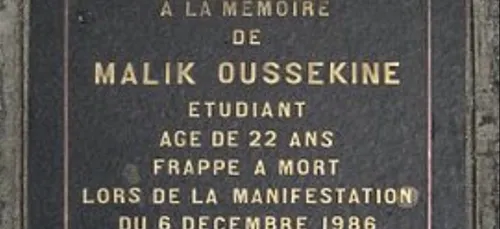 A LA MEMOIRE
DE
MALIK OUSSEKINE
ETUDIANT
AGE DE 22 ANS
FRAPPE A MORT
LORS DE LA MANIFESTATION
DU 6 DECEMBRE 1986